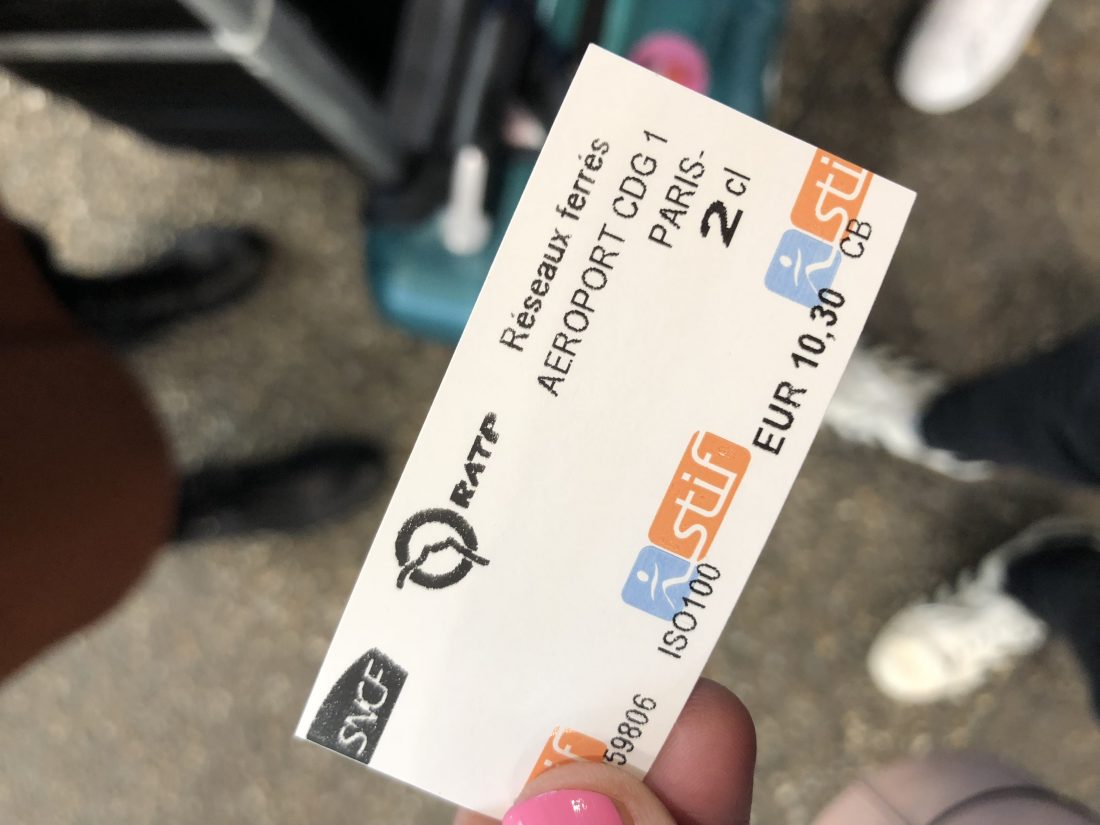 SNCF
RATP
Réseaux ferrés
AEROPORT CDG 1
PARIS-
2 cl
stif
stif
59806
ISO100
EUR 10,30 CB